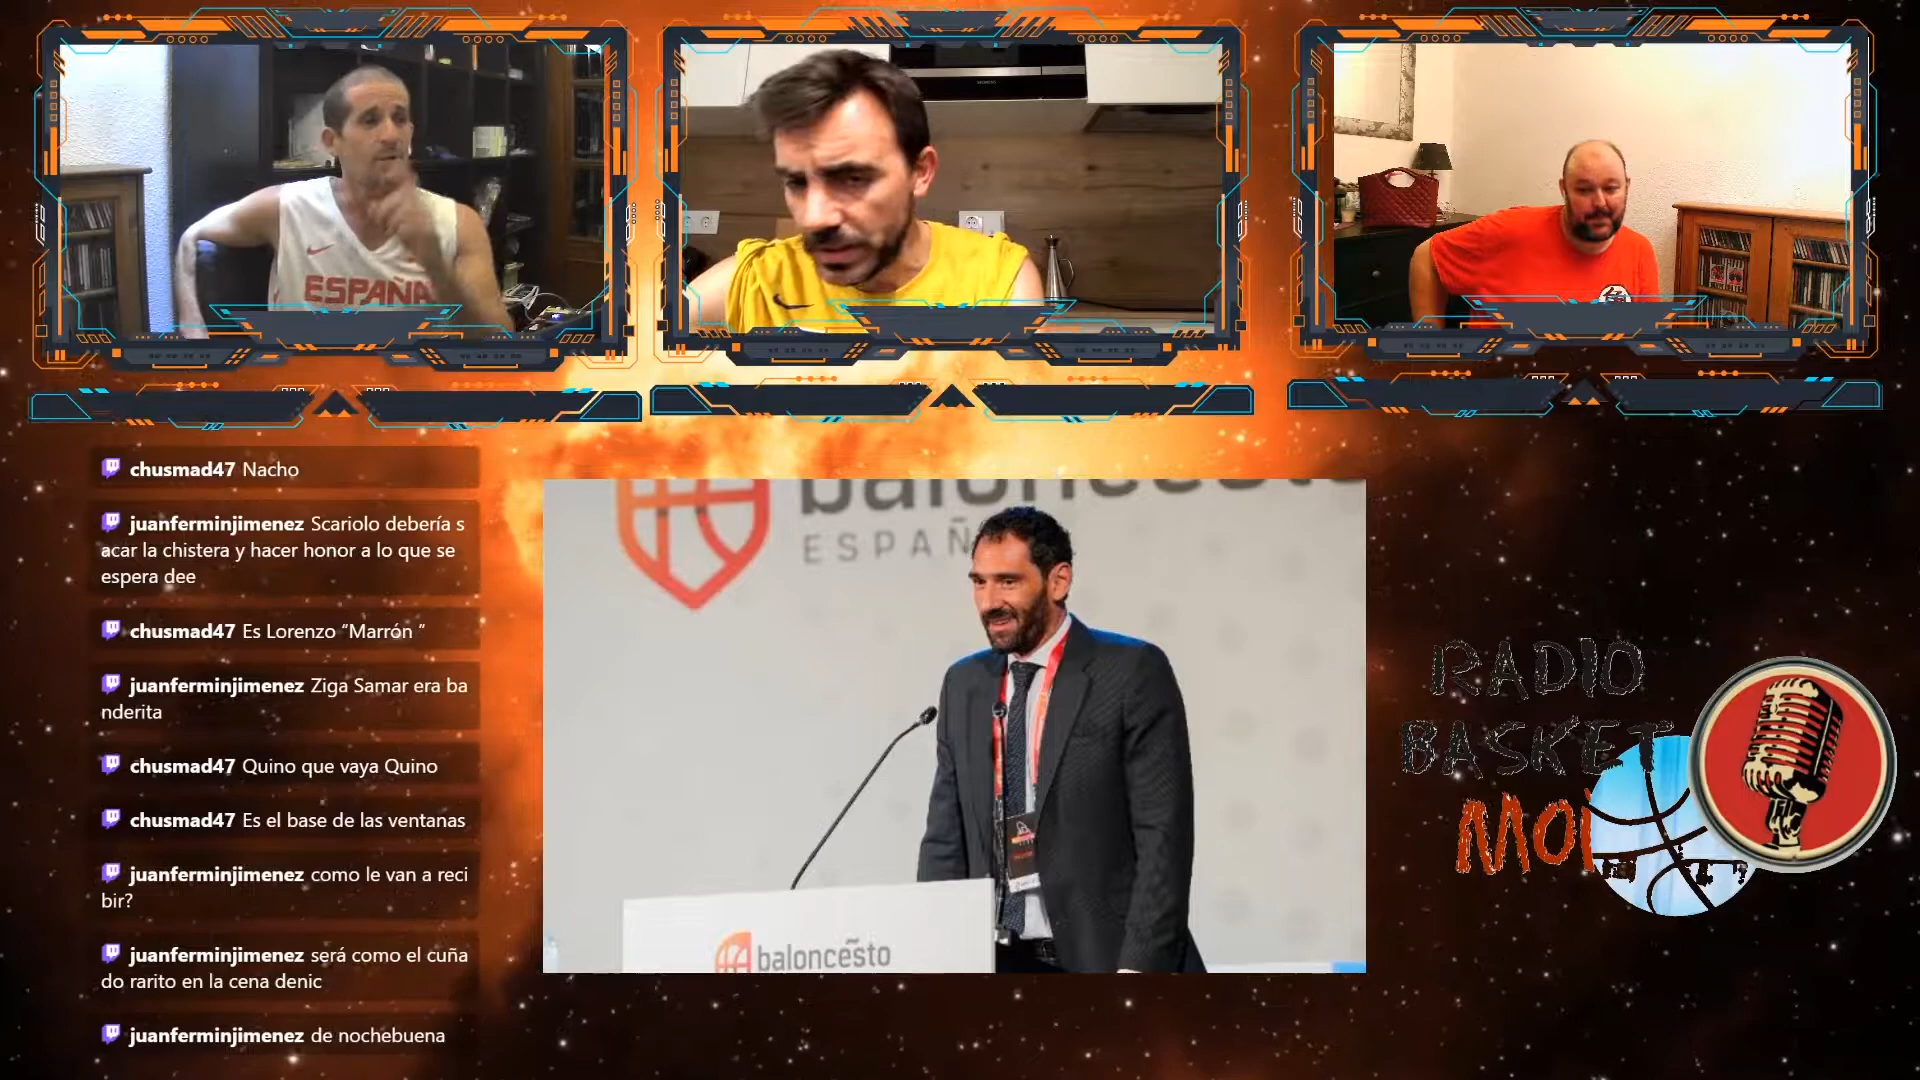 ESPAÑA
chusmad47 Nacho
juanferminjimenez Scariolo debería s
acar la chistera y hacer honor a lo que se
espera dee
chusmad47 Es Lorenzo “Marrón ”
juanferminjimenez Ziga Samar era ba
nderita
chusmad47 Quino que vaya Quino
chusmad47 Es el base de las ventanas
juanferminjimenez como le van a reci
bir?
juanferminjimenez será como el cuña
do rarito en la cena denic
juanferminjimenez de nochebuena
baloncesto
ESPAÑ
baloncesto
RADIO
BASKET
MOI